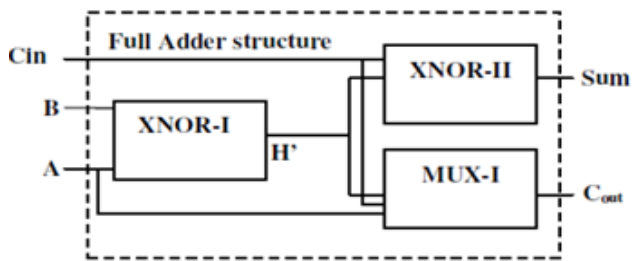 Full Adder structure
Cin
XNOR-II
Sum
B
XNOR-I
H'
A
MUX-I
Cout